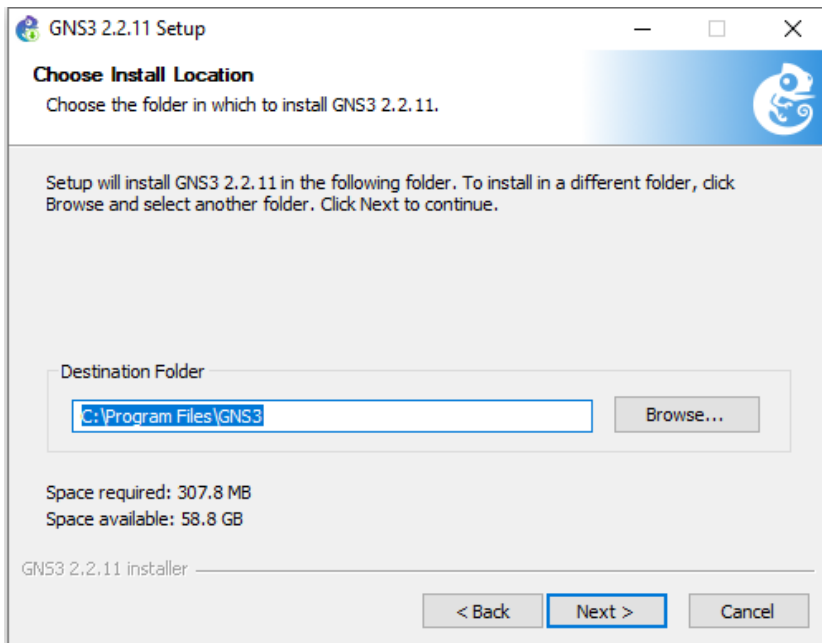 GNS3 2.2.11 Setup
Choose Install Location
Choose the folder in which to install GNS3 2.2.11.
Setup will install GNS3 2.2.11 in the following folder. To install in a different folder, click
Browse and select another folder. Click Next to continue.
Destination Folder
C:\Program Files\GNS3
Browse...
Space required: 307.8 MB
Space available: 58.8 GB
GNS3 2.2.11 installer
< Back
Next >
Cancel